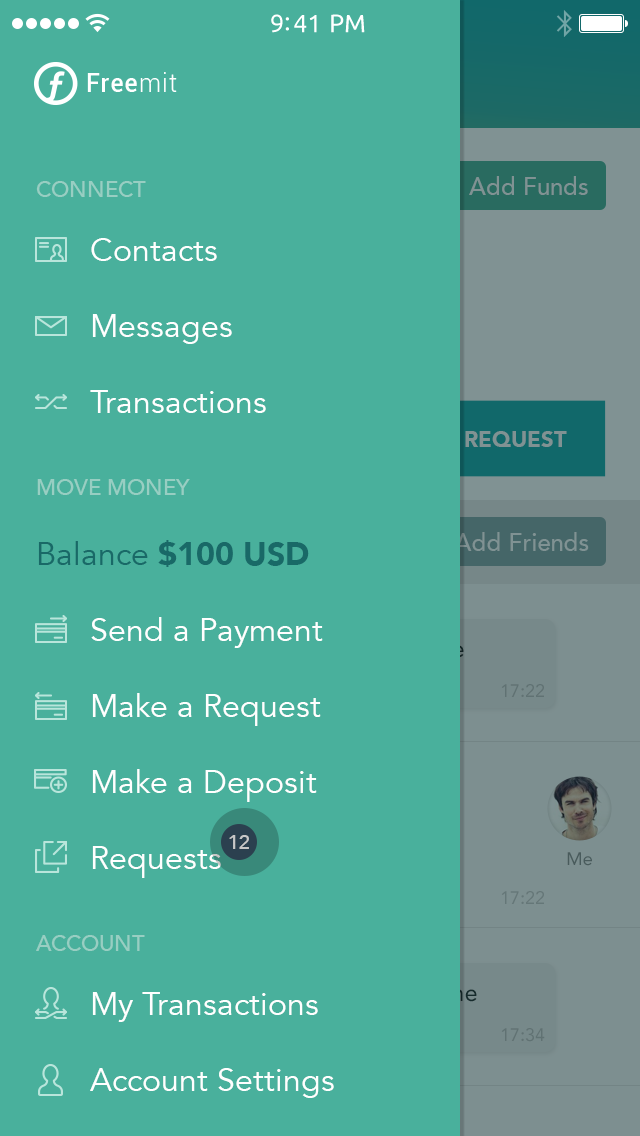 9:41 PM
Freemit
CONNECT
Contacts
Messages
Transactions
MOVE MONEY
Balance $100 USD
Send a Payment
Make a Request
Make a Deposit
Requests 12
ACCOUNT
My Transactions
Account Settings
Add Funds
REQUEST
Add Friends
17:22
Me
17:22
17:34